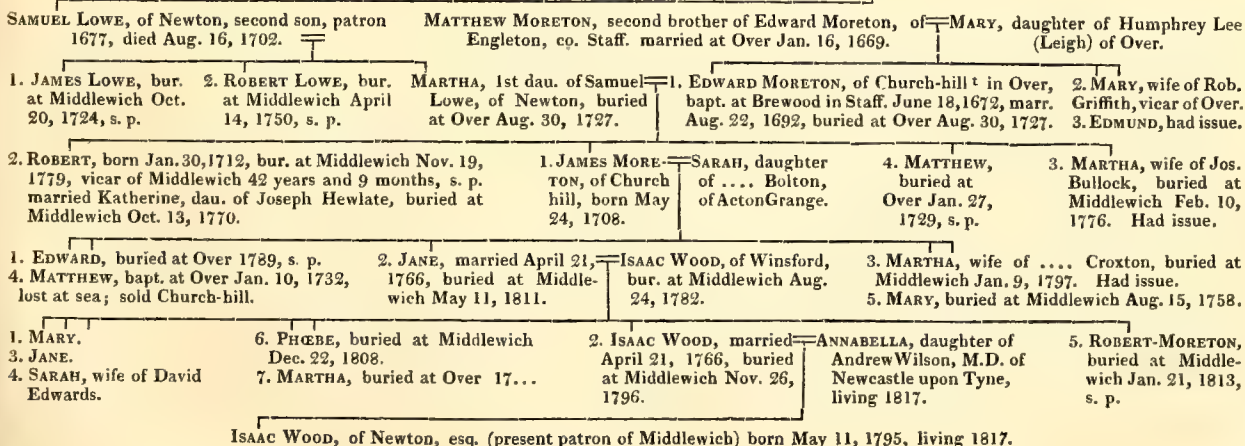 SAMUEL LOWE, of Newton, second son, patron
1677, died Aug. 16, 1702.
MATTHEW MORETON, second brother of Edward Moreton, of
Engleton, co. Staff. married at Over Jan. 16, 1669.
MARY, daughter of Humphrey Lee
(Leigh) of Over.
1. JAMES LOWE, bur.
at Middlewich Oct.
20, 1724, s. p.
2. ROBERT LOWE, bur.
at Middlewich April
14, 1750, s. p.
MARTHA, 1st dau. of Samuel
Lowe, of Newton, buried
at Over Aug. 30, 1727.
1. EDWARD MORETON, of Church-hill t in Over,
bapt. at Brewood in Staff. June 18, 1672, marr.
Aug. 22, 1692, buried at Over Aug. 30, 1727.
2. MARY, wife of Rob.
Griffith, vicar of Over.
3. EDMUND, had issue.
2. ROBERT, born Jan. 30, 1712, bur. at Middlewich Nov. 19,
1779, vicar of Middlewich 42 years and 9 months, s. p.
married Katherine, dau. of Joseph Hewlate, buried at
Middlewich Oct. 13, 1770.
1. JAMES MORE-
TON, of Church
hill, born May
24, 1708.
SARAH, daughter
of .... Bolton,
of Acton Grange.
4. MATTHEW,
buried at
Over Jan. 27,
1729, s. p.
3. MARTHA, wife of Jos.
Bullock, buried at
Middlewich Feb. 10,
1776. Had issue.
1. EDWARD, buried at Over 1789, s. p.
4. MATTHEW, bapt. at Over Jan. 10, 1732,
lost at sea; sold Church-hill.
2. JANE, married April 21,
1766, buried at Middle-
wich May 11, 1811.
ISAAC WOOD, of Winsford,
bur. at Middlewich Aug.
24, 1782.
3. MARTHA, wife of .... Croxton, buried at
Middlewich Jan. 9, 1797. Had issue.
5. MARY, buried at Middlewich Aug. 15, 1758.
1. MARY.
3. JANE.
4. SARAH, wife of David
Edwards.
6. PHŒBE, buried at Middlewich
Dec. 22, 1808.
7. MARTHA, buried at Over 17...
2. ISAAC WOOD, married
April 21, 1766, buried
at Middlewich Nov. 26,
1796.
ANNABELLA, daughter of
Andrew Wilson, M.D. of
Newcastle upon Tyne,
living 1817.
5. ROBERT-MORETON,
buried at Middle-
wich Jan. 21, 1813,
s. p.
ISAAC WOOD, of Newton, esq. (present patron of Middlewich) born May 11, 1795, living 1817.